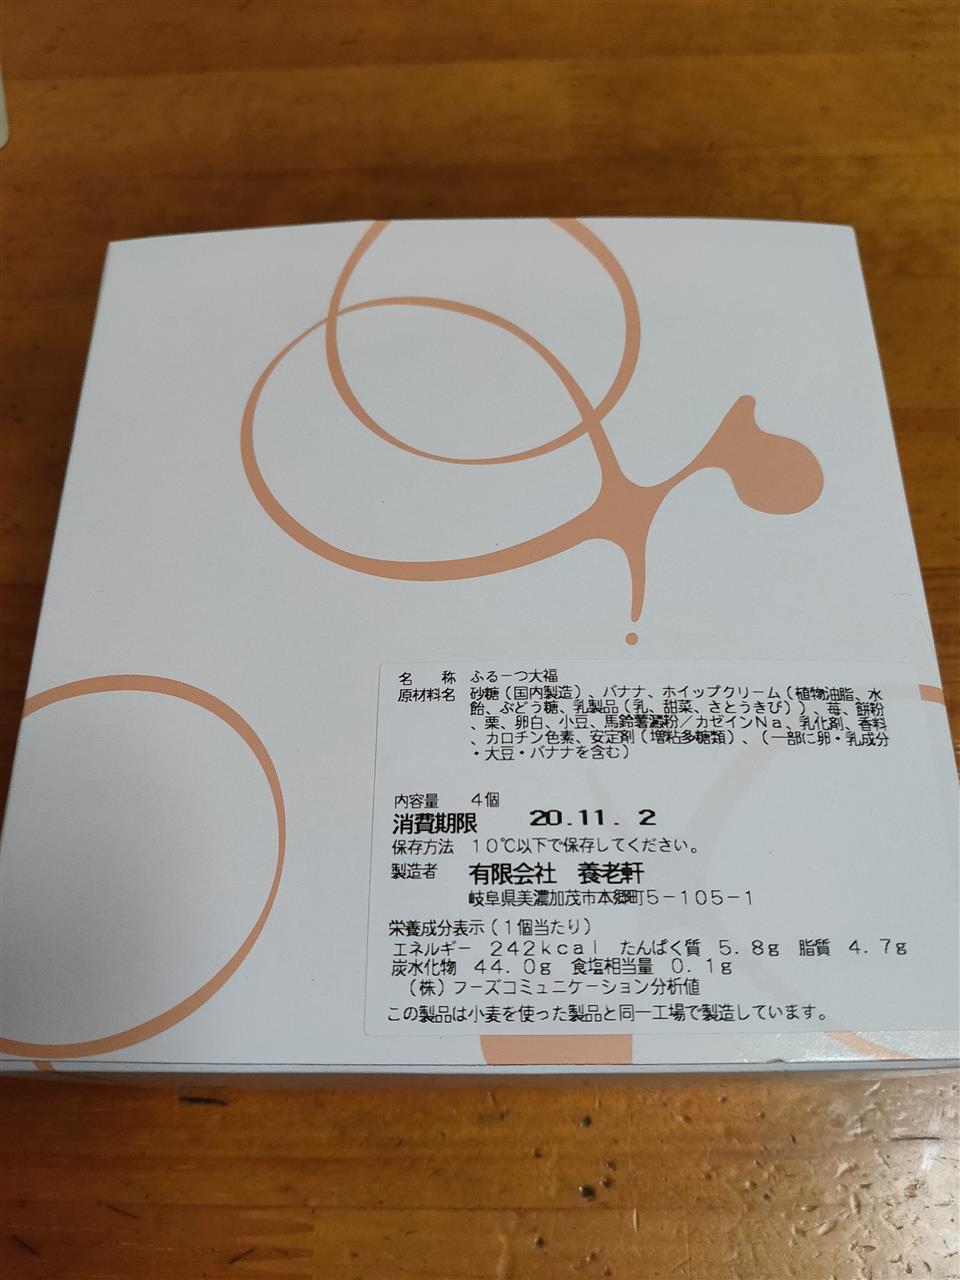 名　称　ふるーつ大福
原材料名　砂糖（国内製造）、バナナ、ホイップクリーム（植物油脂、水
飴、ぶどう糖、乳製品（乳、甜菜、さとうきび））、苺、餅粉
、栗、卵白、小豆、馬鈴薯澱粉／カゼインＮａ、乳化剤、香料
、カロチン色素、安定剤（増粘多糖類）、（一部に卵・乳成分
・大豆・バナナを含む）
内容量　４個
消費期限　20.11. 2
保存方法　１０℃以下で保存してください。
製造者　有限会社　養老軒
岐阜県美濃加茂市本郷町５－１０５－１
栄養成分表示（１個当たり）
エネルギー　２４２ｋｃａｌ　たんぱく質　５.８ｇ　脂質　４.７ｇ
炭水化物　４４.０ｇ　食塩相当量　０.１ｇ
（株）フーズコミュニケーション分析値
この製品は小麦を使った製品と同一工場で製造しています。